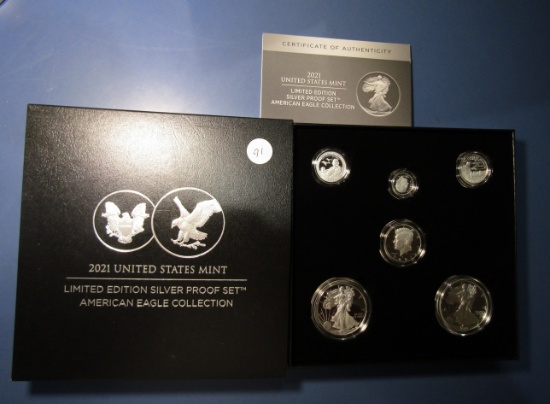 CERTIFICATE OF AUTHENTICITY
2021
UNITED STATES MINT
LIMITED EDITION
SILVER PROOF SET™
AMERICAN EAGLE COLLECTION
91
2021 UNITED STATES MINT
LIMITED EDITION SILVER PROOF SET™
AMERICAN EAGLE COLLECTION